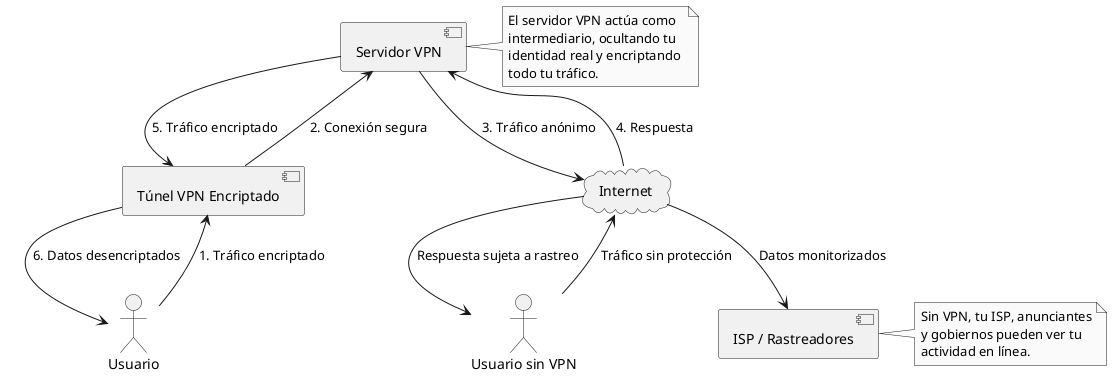 Servidor VPN
El servidor VPN actúa como
intermediario, ocultando tu
identidad real y encriptando
todo tu tráfico.
5. Tráfico encriptado
2. Conexión segura
3. Tráfico anónimo
4. Respuesta
Túnel VPN Encriptado
Internet
6. Datos desencriptados
1. Tráfico encriptado
Respuesta sujeta a rastreo
Tráfico sin protección
Datos monitorizados
Usuario
Usuario sin VPN
ISP / Rastreadores
Sin VPN, tu ISP, anunciantes
y gobiernos pueden ver tu
actividad en línea.